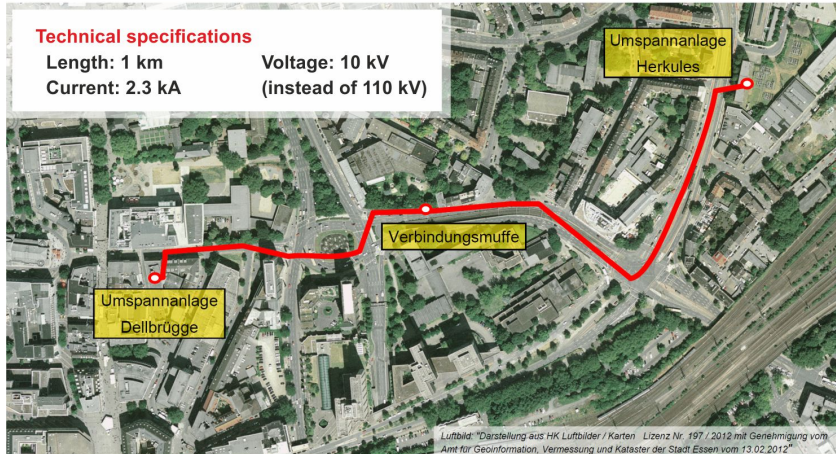 Technical specifications
Length: 1 km
Voltage: 10 kV
Current: 2.3 kA
(instead of 110 kV)
Umspannanlage
Herkules
Verbindungsmuffe
Umspannanlage
Dellbrügge
Luftbild: "Darstellung aus HK Luftbilder / Karten Lizenz Nr. 197 / 2012 mit Genehmigung vom
Amt für Geoinformation, Vermessung und Kataster der Stadt Essen vom 13.02.2012"